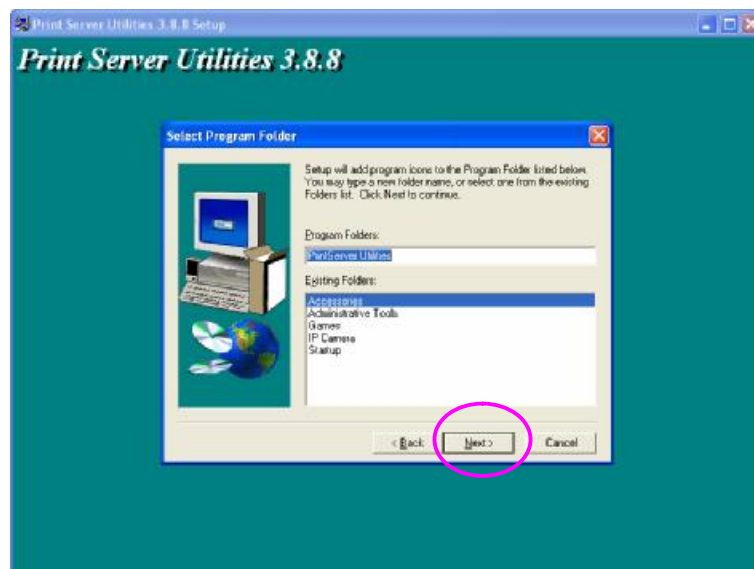 Print Server Utilities 3.8.8 Setup
Print Server Utilities 3.8.8
Select Program Folder
Setup will add program icons to the Program Folder listed below.
You may type a new folder name, or select one from the existing
Folders list. Click Next to continue.
Program Folders:
PrintServer Utilities
Existing Folders:
Accessories
Administrative Tools
Games
IP Camera
Startup
< Back
Next >
Cancel